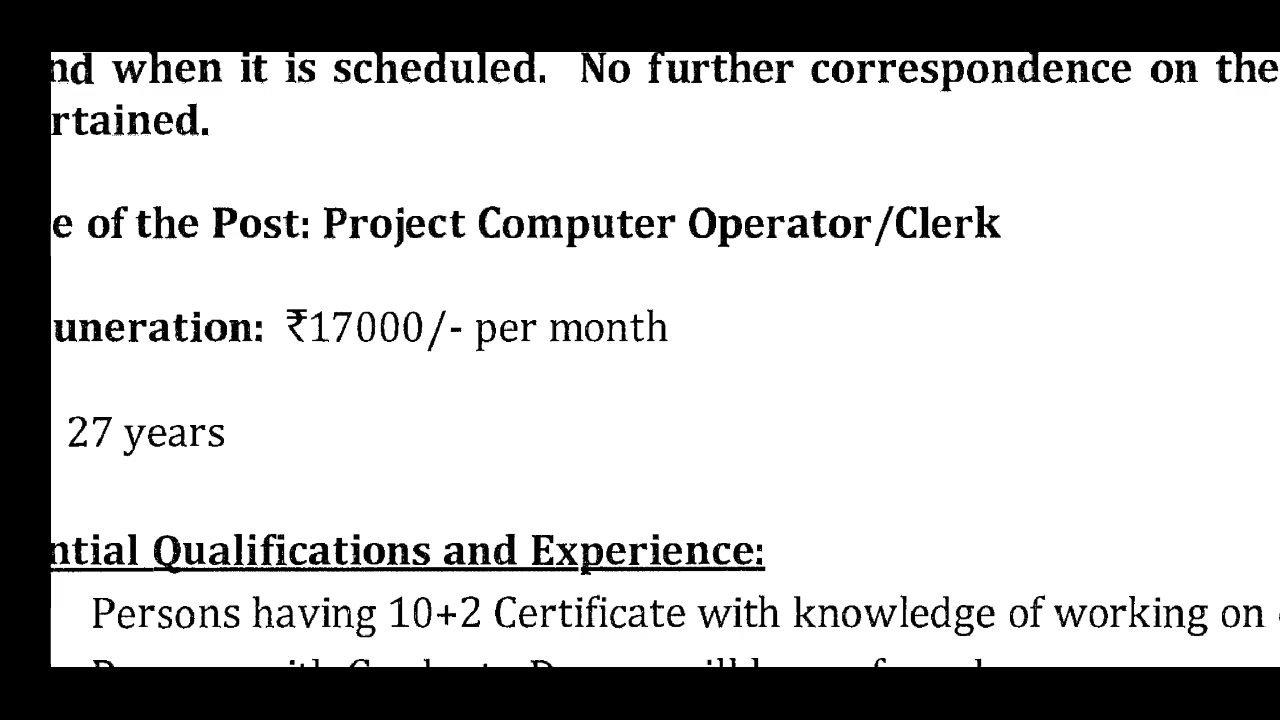 nd when it is scheduled. No further correspondence on the
rtained.
e of the Post: Project Computer Operator/Clerk
uneration: ₹17000/- per month
27 years
ntial Qualifications and Experience:
Persons having 10+2 Certificate with knowledge of working on